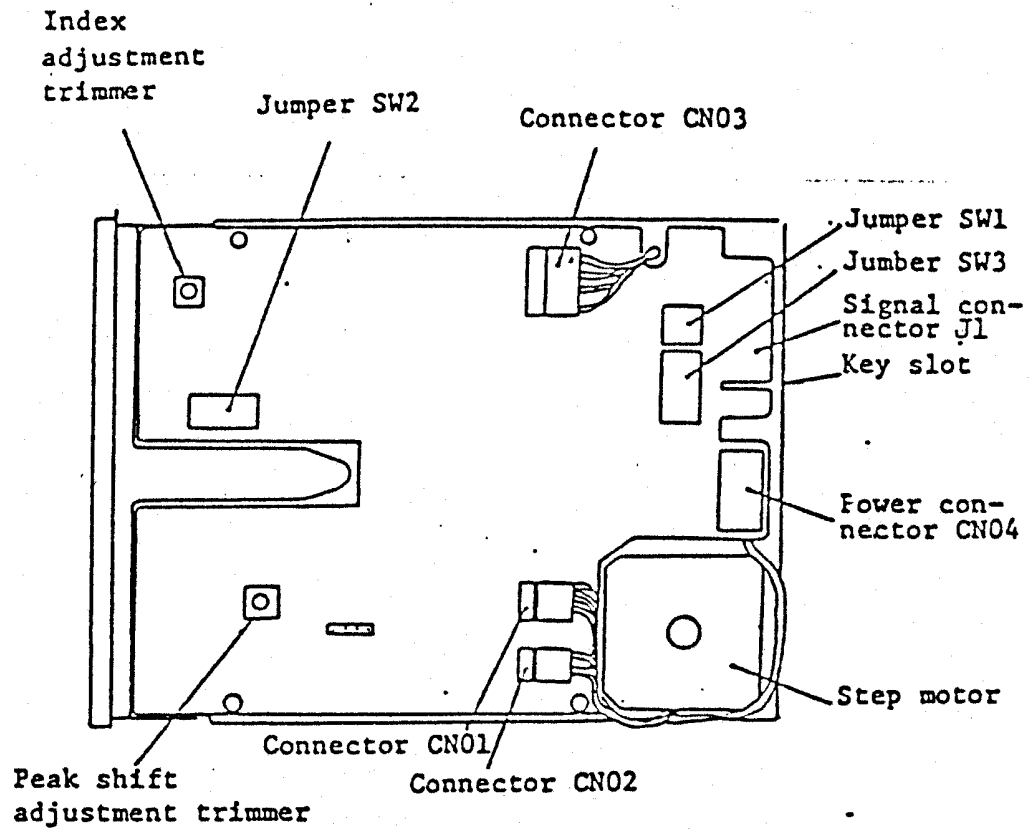 Index
adjustment
trimmer
Jumper SW2
Connector CN03
Jumper SW1
Jumber SW3
Signal con-
nector J1
Key slot
Power con-
nector CN04
Step motor
Connector CN01
Connector CN02
Peak shift
adjustment trimmer